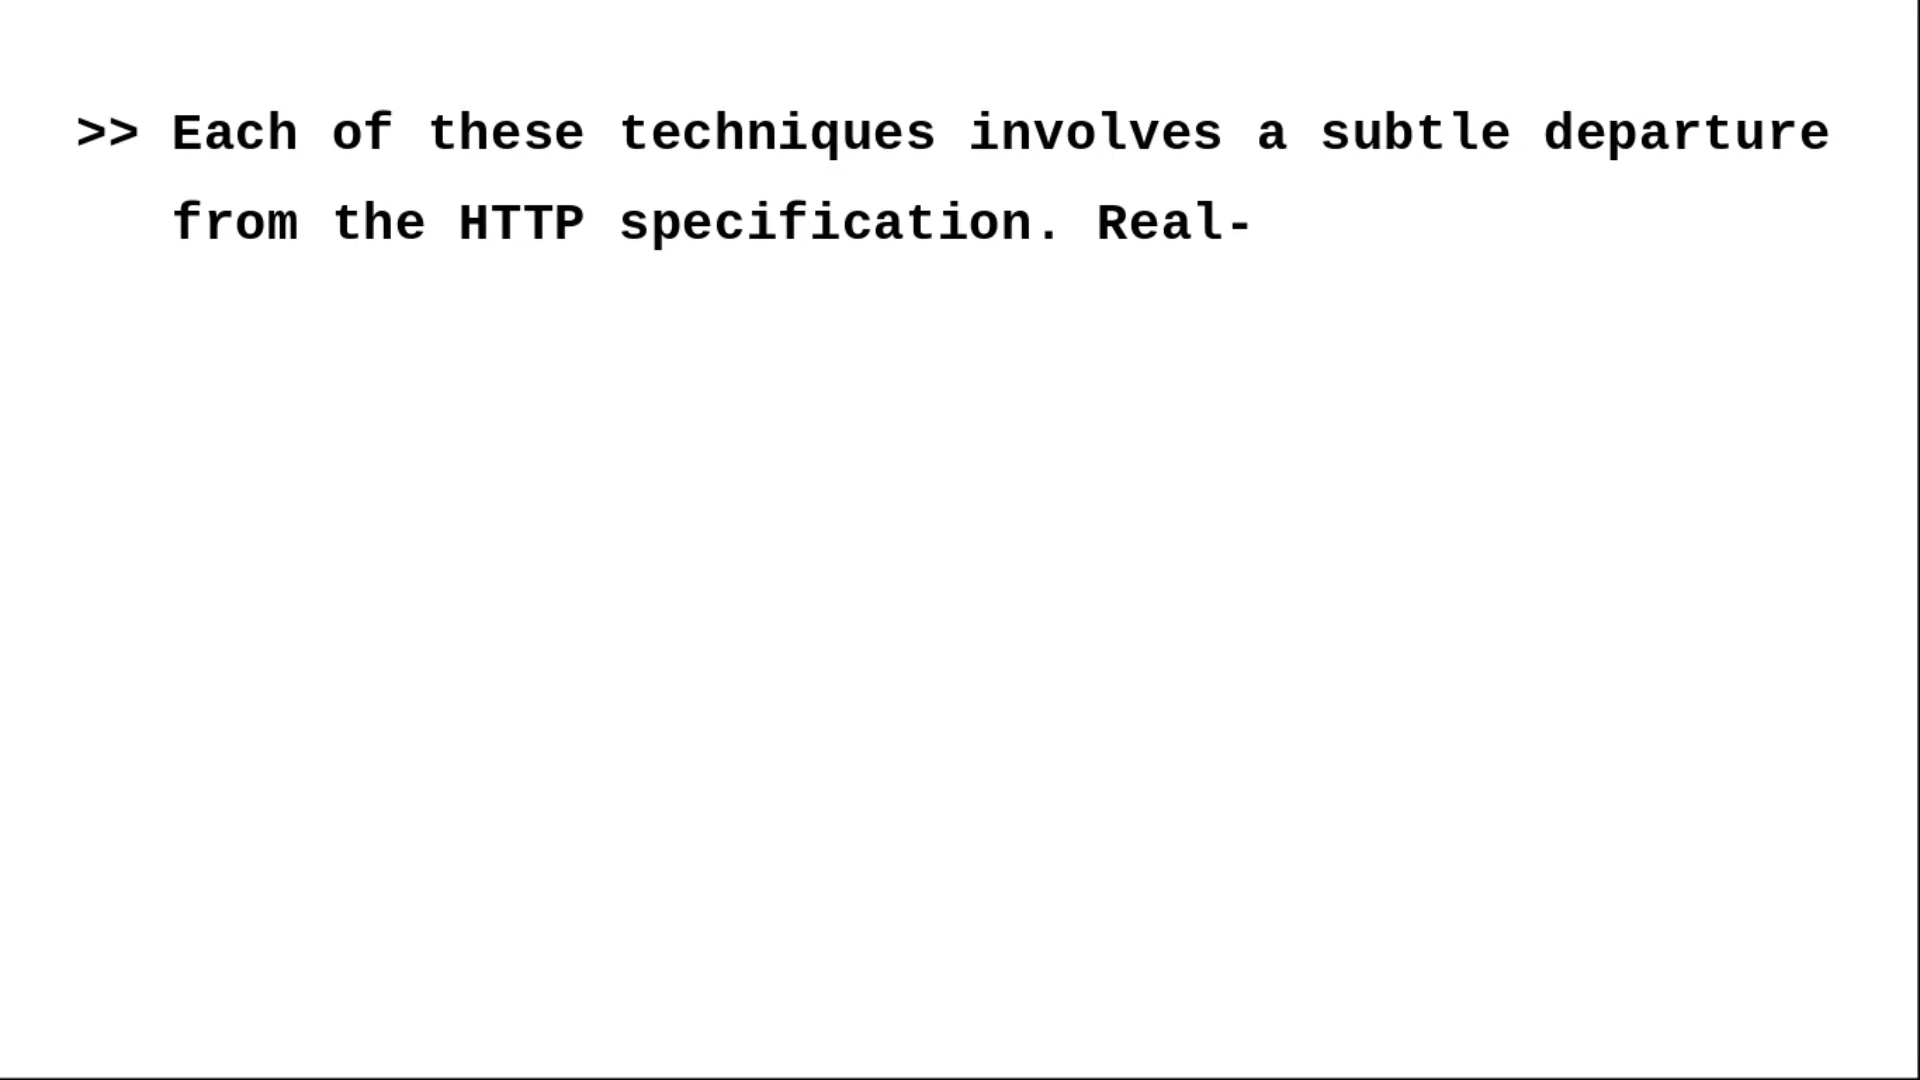 >> Each of these techniques involves a subtle departure
from the HTTP specification. Real-